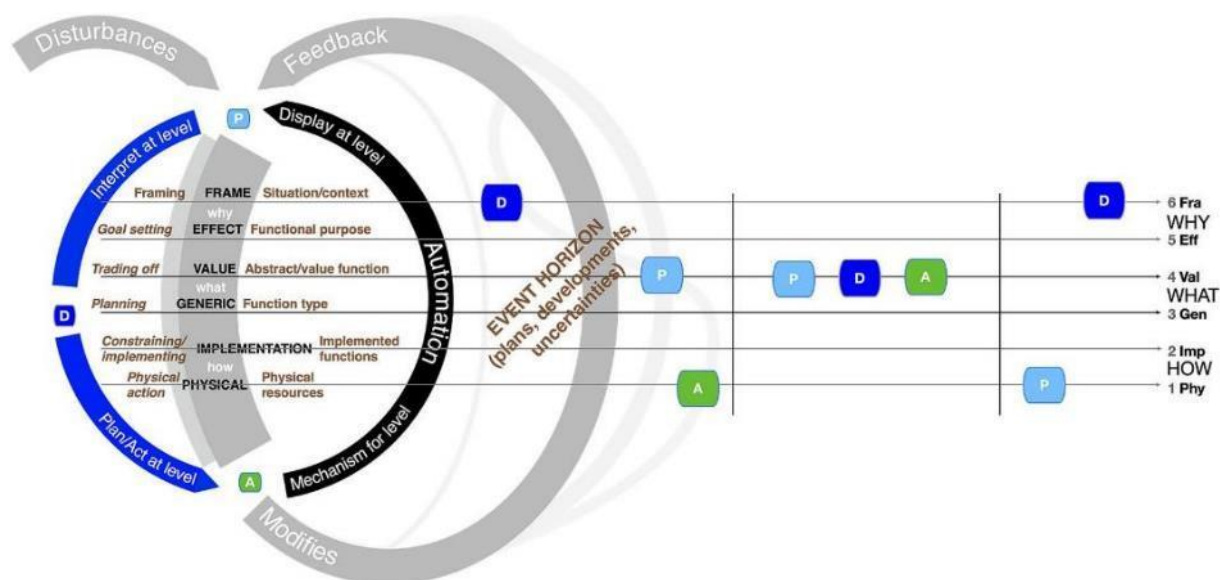 Disturbances
Feedback
P
Display at level
Interpret at level
Framing FRAME Situation/context
why
Goal setting EFFECT Functional purpose
Trading off VALUE Abstract/value function
what
Planning GENERIC Function type
D
Constraining/
implementing IMPLEMENTATION Implemented
functions
how
Physical
action PHYSICAL Physical
resources
Plan/Act at level
A
Mechanism for level
Automation
Modifies
EVENT HORIZON
(plans, developments,
uncertainties)
D
P
A
P D A
P
D
6 Fra
WHY
5 Eff
4 Val
WHAT
3 Gen
2 Imp
HOW
1 Phy